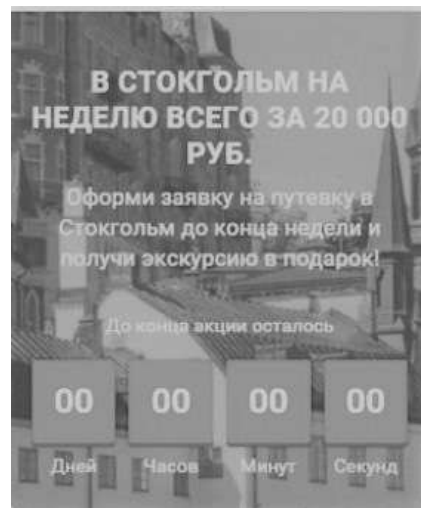 В СТОКГОЛЬМ НА
НЕДЕЛЮ ВСЕГО ЗА 20 000
РУБ.
Оформи заявку на путевку в
Стокгольм до конца недели и
получи экскурсию в подарок!
До конца акции осталось
00 00 00 00
Дней Часов Минут Секунд